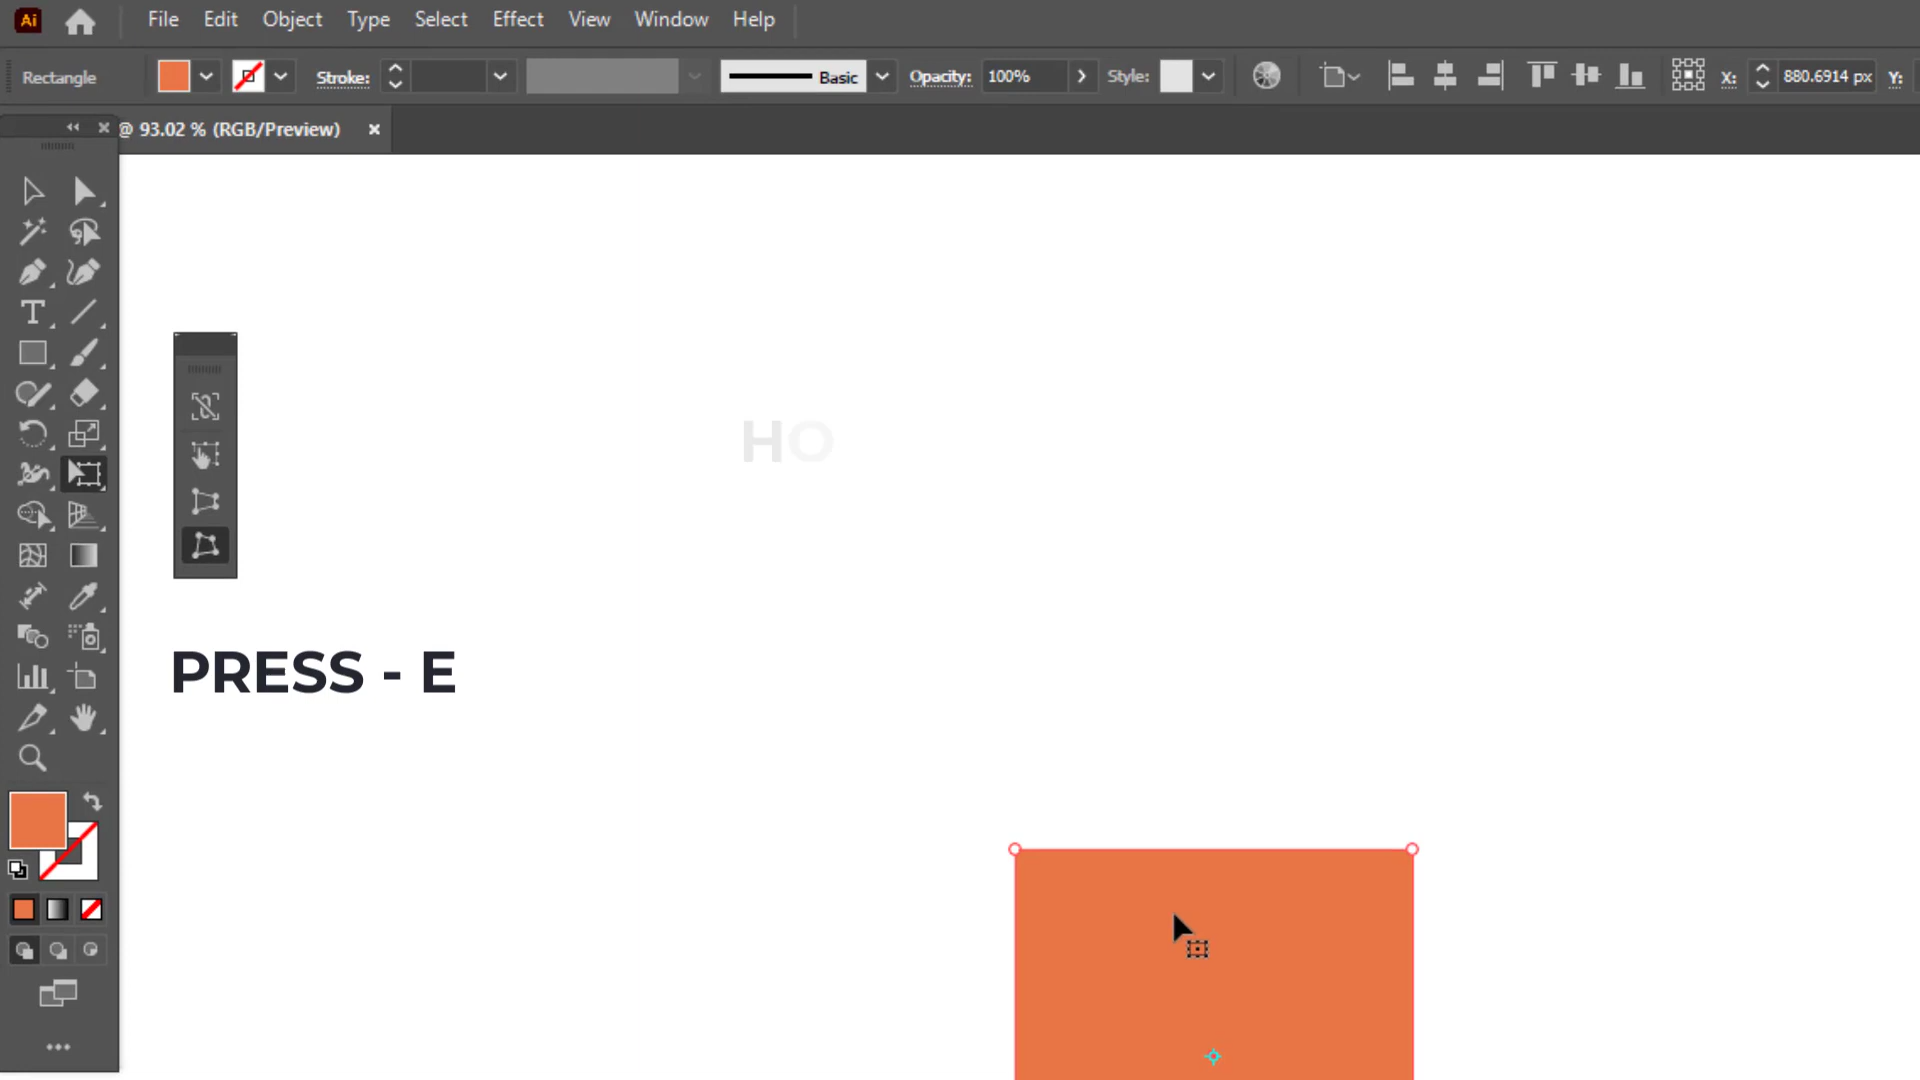 Ai File Edit Object Type Select Effect View Window Help
Rectangle Stroke: Basic Opacity: 100% Style: X: 880.6914 px Y:
@ 93.02 % (RGB/Preview)
HO
PRESS - E